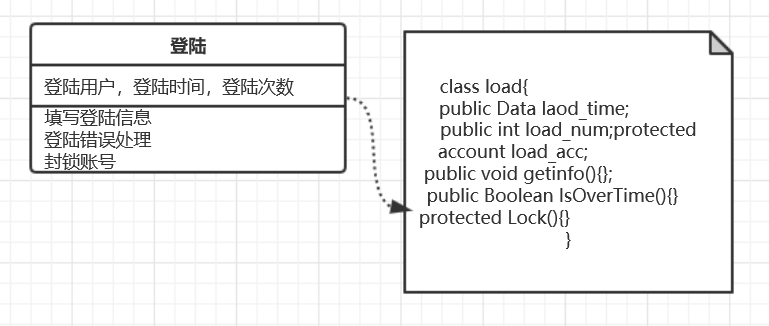 登陆
登陆用户，登陆时间，登陆次数
填写登陆信息
登陆错误处理
封锁账号
class load{
public Data laod_time;
public int load_num;protected
account load_acc;
public void getinfo(){};
public Boolean IsOverTime(){}
protected Lock(){}
}